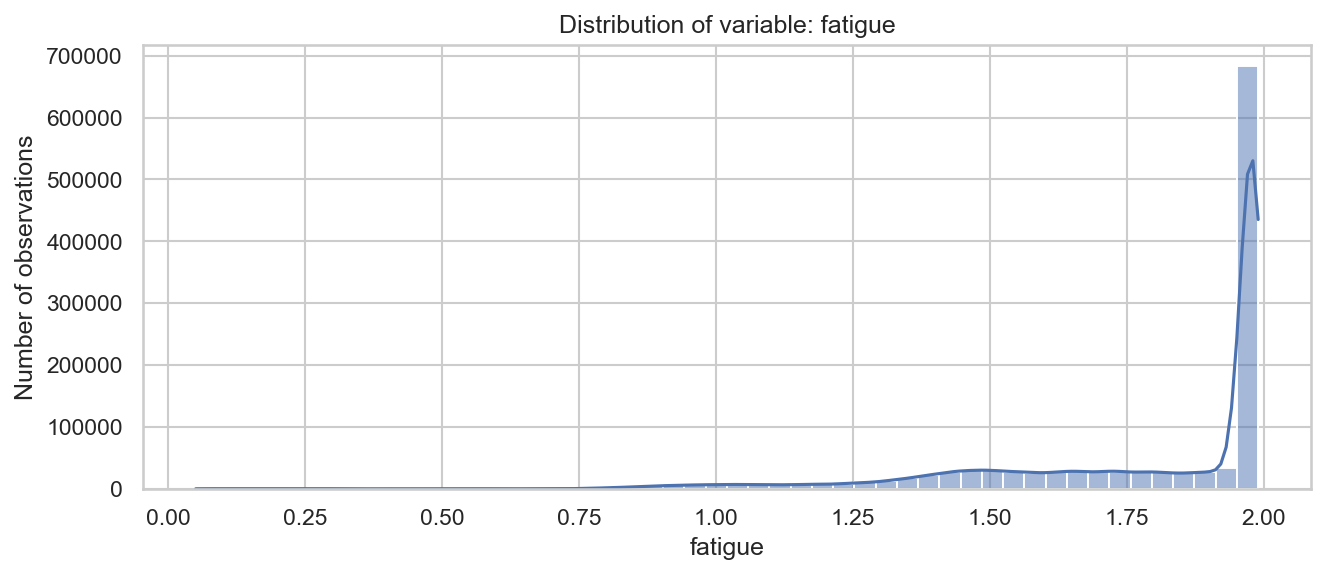 Distribution of variable: fatigue
700000
600000
500000
400000
300000
200000
100000
0
Number of observations
0.00 0.25 0.50 0.75 1.00 1.25 1.50 1.75 2.00
fatigue